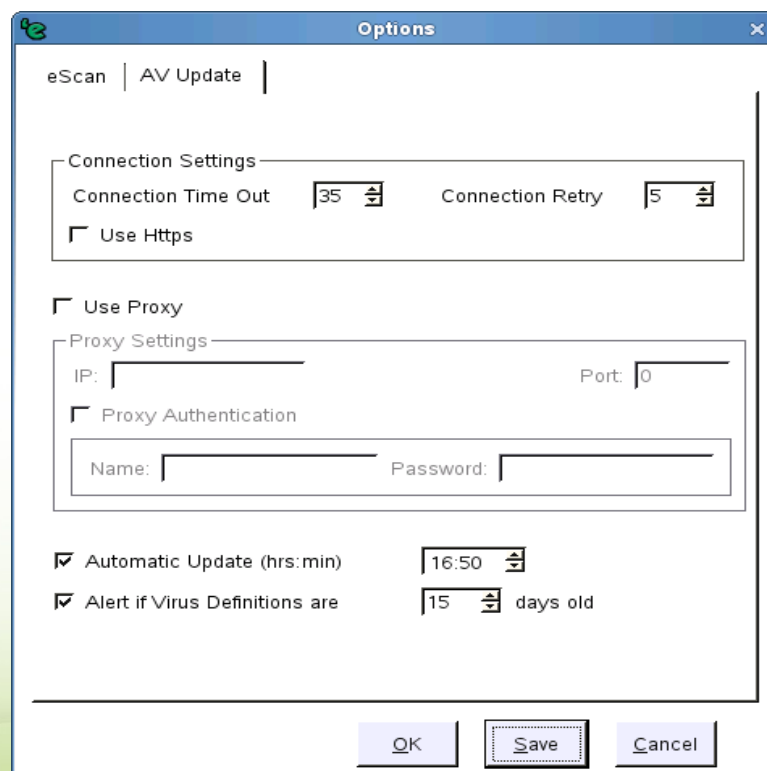 Options
eScan AV Update
Connection Settings
Connection Time Out 35 Connection Retry 5
Use Https
Use Proxy
Proxy Settings
IP: Port: 0
Proxy Authentication
Name: Password:
Automatic Update (hrs:min) 16:50
Alert if Virus Definitions are 15 days old
OK Save Cancel